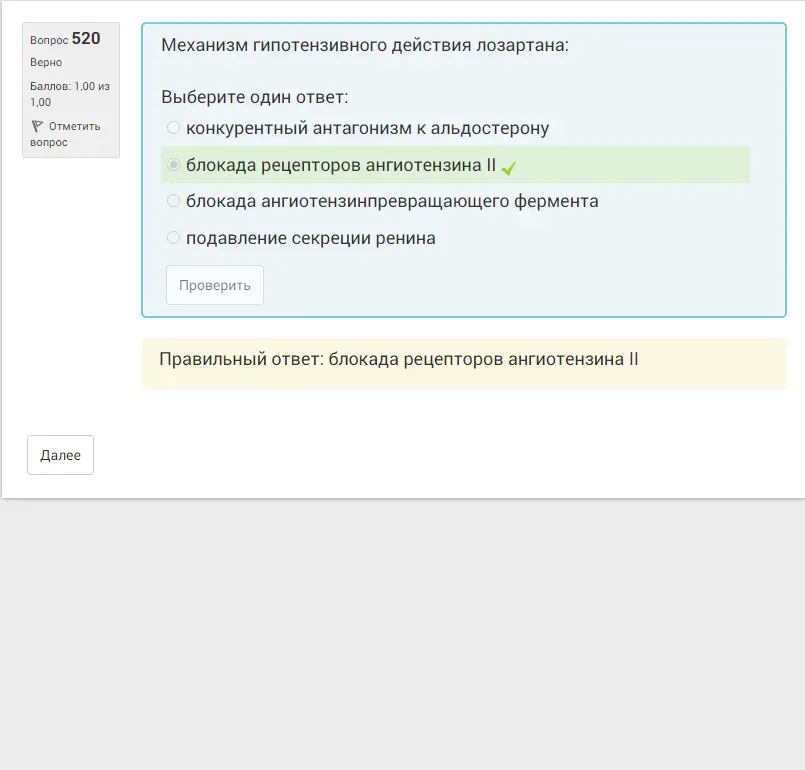 Вопрос 520
Верно
Баллов: 1,00 из
1,00
Отметить
вопрос
Механизм гипотензивного действия лозартана:
Выберите один ответ:
конкурентный антагонизм к альдостерону
блокада рецепторов ангиотензина II
блокада ангиотензинпревращающего фермента
подавление секреции ренина
Проверить
Правильный ответ: блокада рецепторов ангиотензина II
Далее